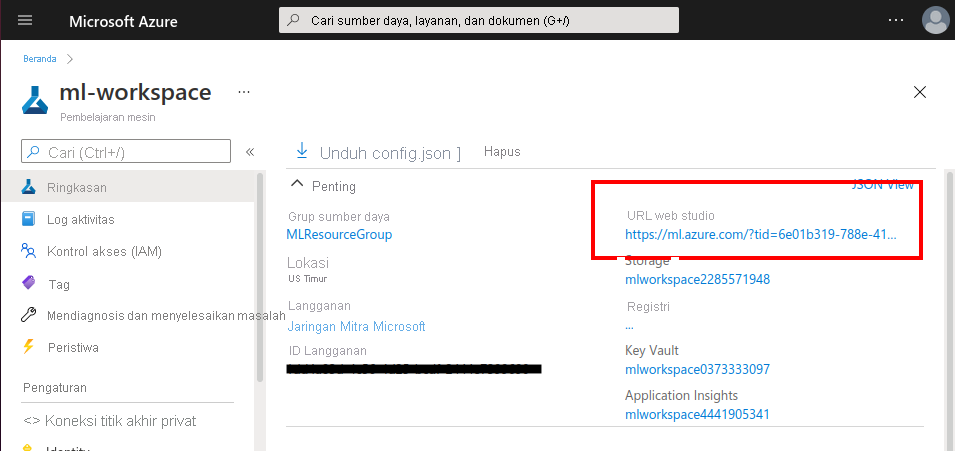 Microsoft Azure
Cari sumber daya, layanan, dan dokumen (G+/)
...
Beranda
ml-workspace ...
Pembelajaran mesin
Cari (Ctrl+/)
«
Ringkasan
Log aktivitas
Kontrol akses (IAM)
Tag
Mendiagnosis dan menyelesaikan masalah
Peristiwa
Pengaturan
<> Koneksi titik akhir privat
Identity
Unduh config.json ]
Hapus
Penting
JSON View
Grup sumber daya
MLResourceGroup
Lokasi
US Timur
Langganan
Jaringan Mitra Microsoft
ID Langganan
URL web studio
https://ml.azure.com/?tid=6e01b319-788e-41...
Storage
mlworkspace2285571948
Registri
...
Key Vault
mlworkspace0373333097
Application Insights
mlworkspace4441905341